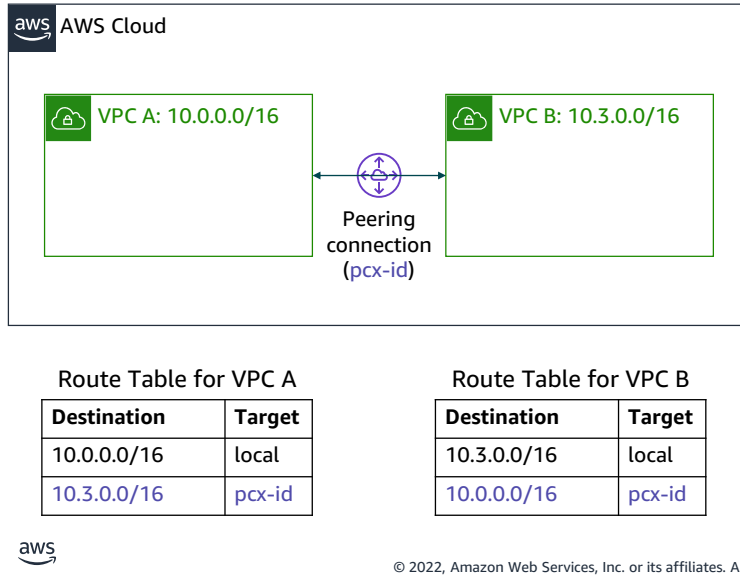 aws AWS Cloud
VPC A: 10.0.0.0/16
VPC B: 10.3.0.0/16
Peering
connection
(pcx-id)
Route Table for VPC A
Destination Target
10.0.0.0/16 local
10.3.0.0/16 pcx-id
Route Table for VPC B
Destination Target
10.3.0.0/16 local
10.0.0.0/16 pcx-id
aws
© 2022, Amazon Web Services, Inc. or its affiliates. A